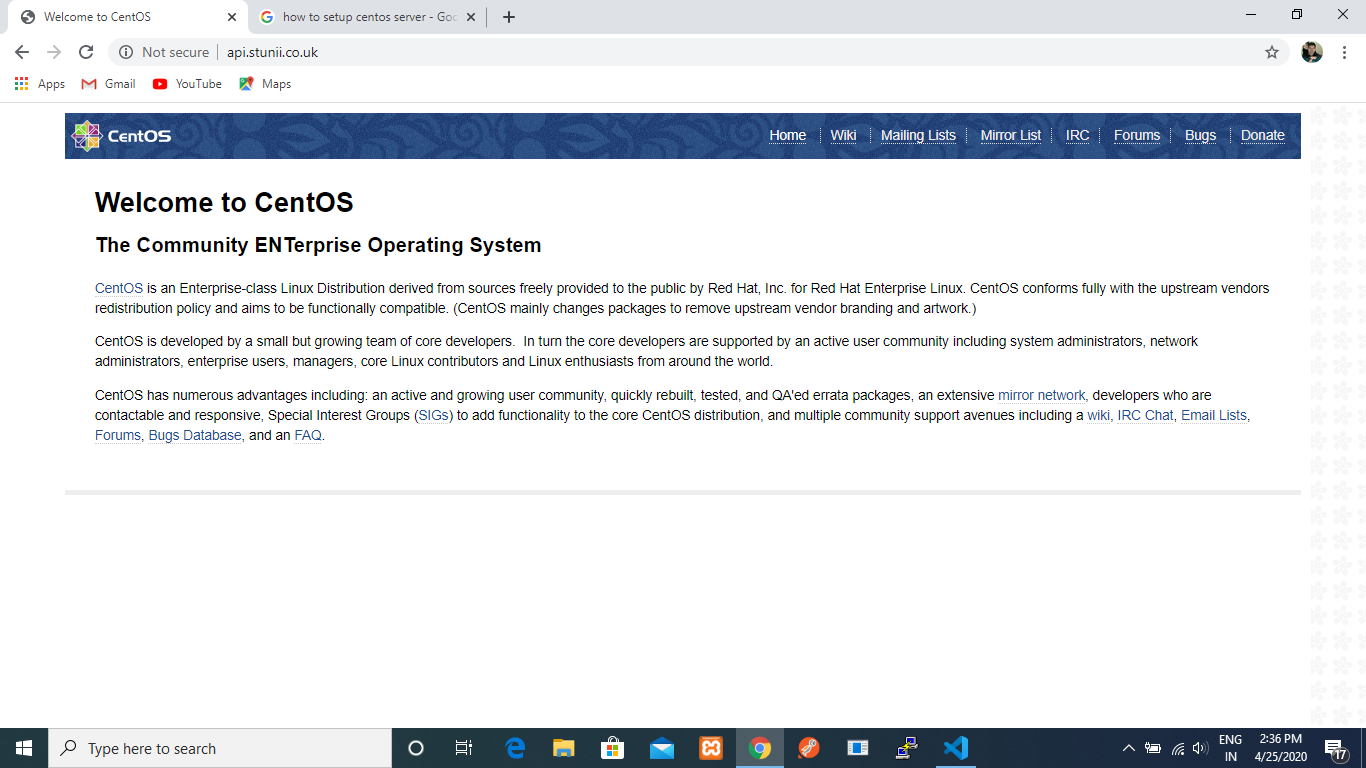 Welcome to CentOS
how to setup centos server - Goo
Not secure
api.stunii.co.uk
Apps
Gmail
YouTube
Maps
CentOS
Home
Wiki
Mailing Lists
Mirror List
IRC
Forums
Bugs
Donate
Welcome to CentOS
The Community ENTerprise Operating System
CentOS is an Enterprise-class Linux Distribution derived from sources freely provided to the public by Red Hat, Inc. for Red Hat Enterprise Linux. CentOS conforms fully with the upstream vendors
redistribution policy and aims to be functionally compatible. (CentOS mainly changes packages to remove upstream vendor branding and artwork.)
CentOS is developed by a small but growing team of core developers.  In turn the core developers are supported by an active user community including system administrators, network
administrators, enterprise users, managers, core Linux contributors and Linux enthusiasts from around the world.
CentOS has numerous advantages including: an active and growing user community, quickly rebuilt, tested, and QA'ed errata packages, an extensive mirror network, developers who are
contactable and responsive, Special Interest Groups (SIGs) to add functionality to the core CentOS distribution, and multiple community support avenues including a wiki, IRC Chat, Email Lists,
Forums, Bugs Database, and an FAQ.
Type here to search
ENG
IN
2:36 PM
4/25/2020
17